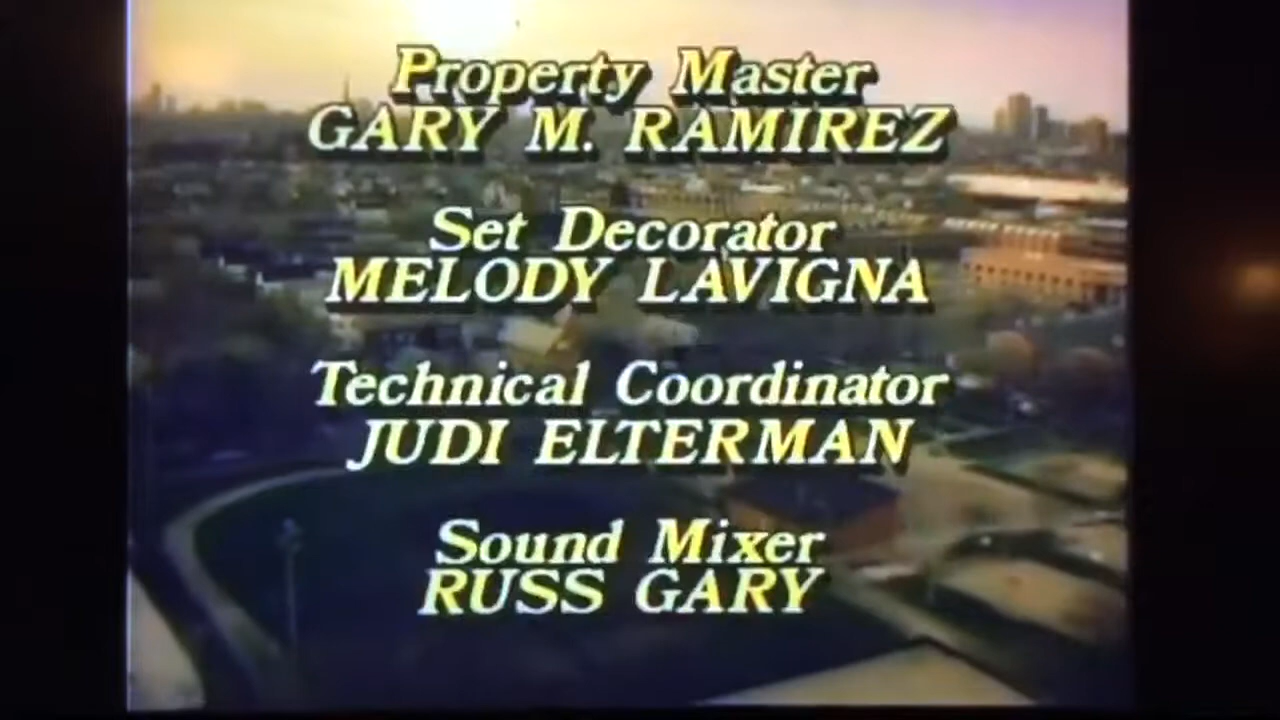 Property Master
GARY M. RAMIREZ
Set Decorator
MELODY LAVIGNA
Technical Coordinator
JUDI ELTERMAN
Sound Mixer
RUSS GARY